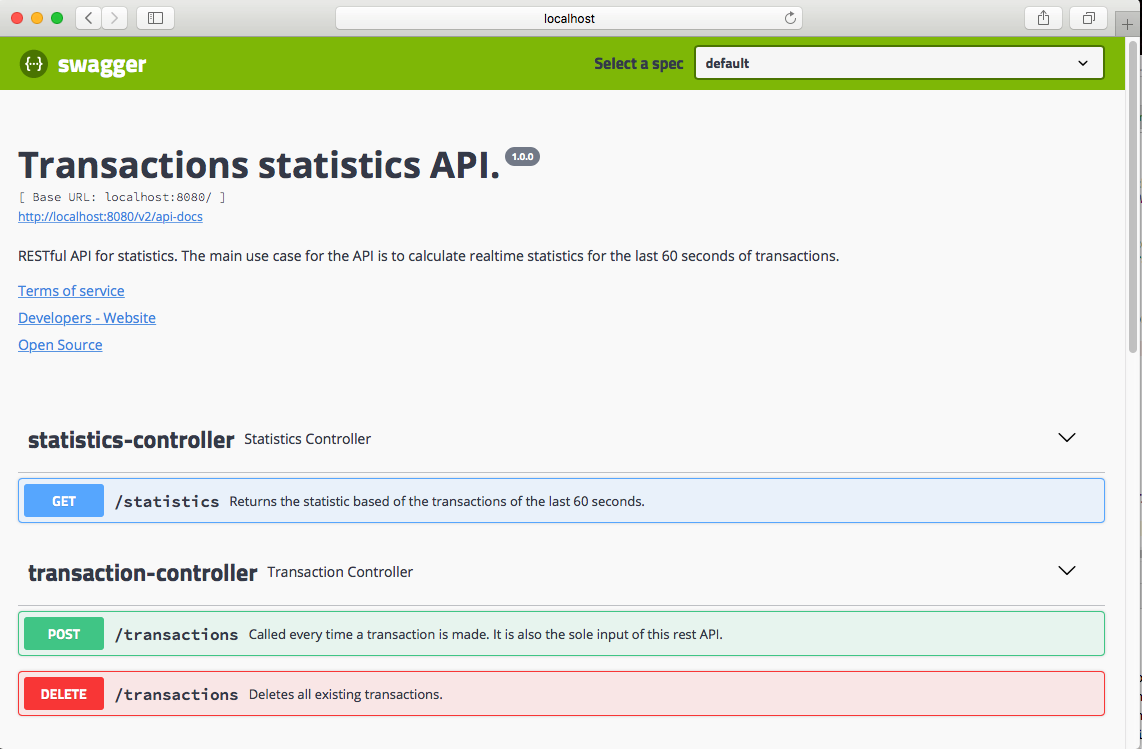 localhost
{···} swagger
Select a spec default
Transactions statistics API. 1.0.0
[ Base URL: localhost:8080/ ]
http://localhost:8080/v2/api-docs
RESTful API for statistics. The main use case for the API is to calculate realtime statistics for the last 60 seconds of transactions.
Terms of service
Developers - Website
Open Source
statistics-controller Statistics Controller
GET /statistics Returns the statistic based of the transactions of the last 60 seconds.
transaction-controller Transaction Controller
POST /transactions Called every time a transaction is made. It is also the sole input of this rest API.
DELETE /transactions Deletes all existing transactions.